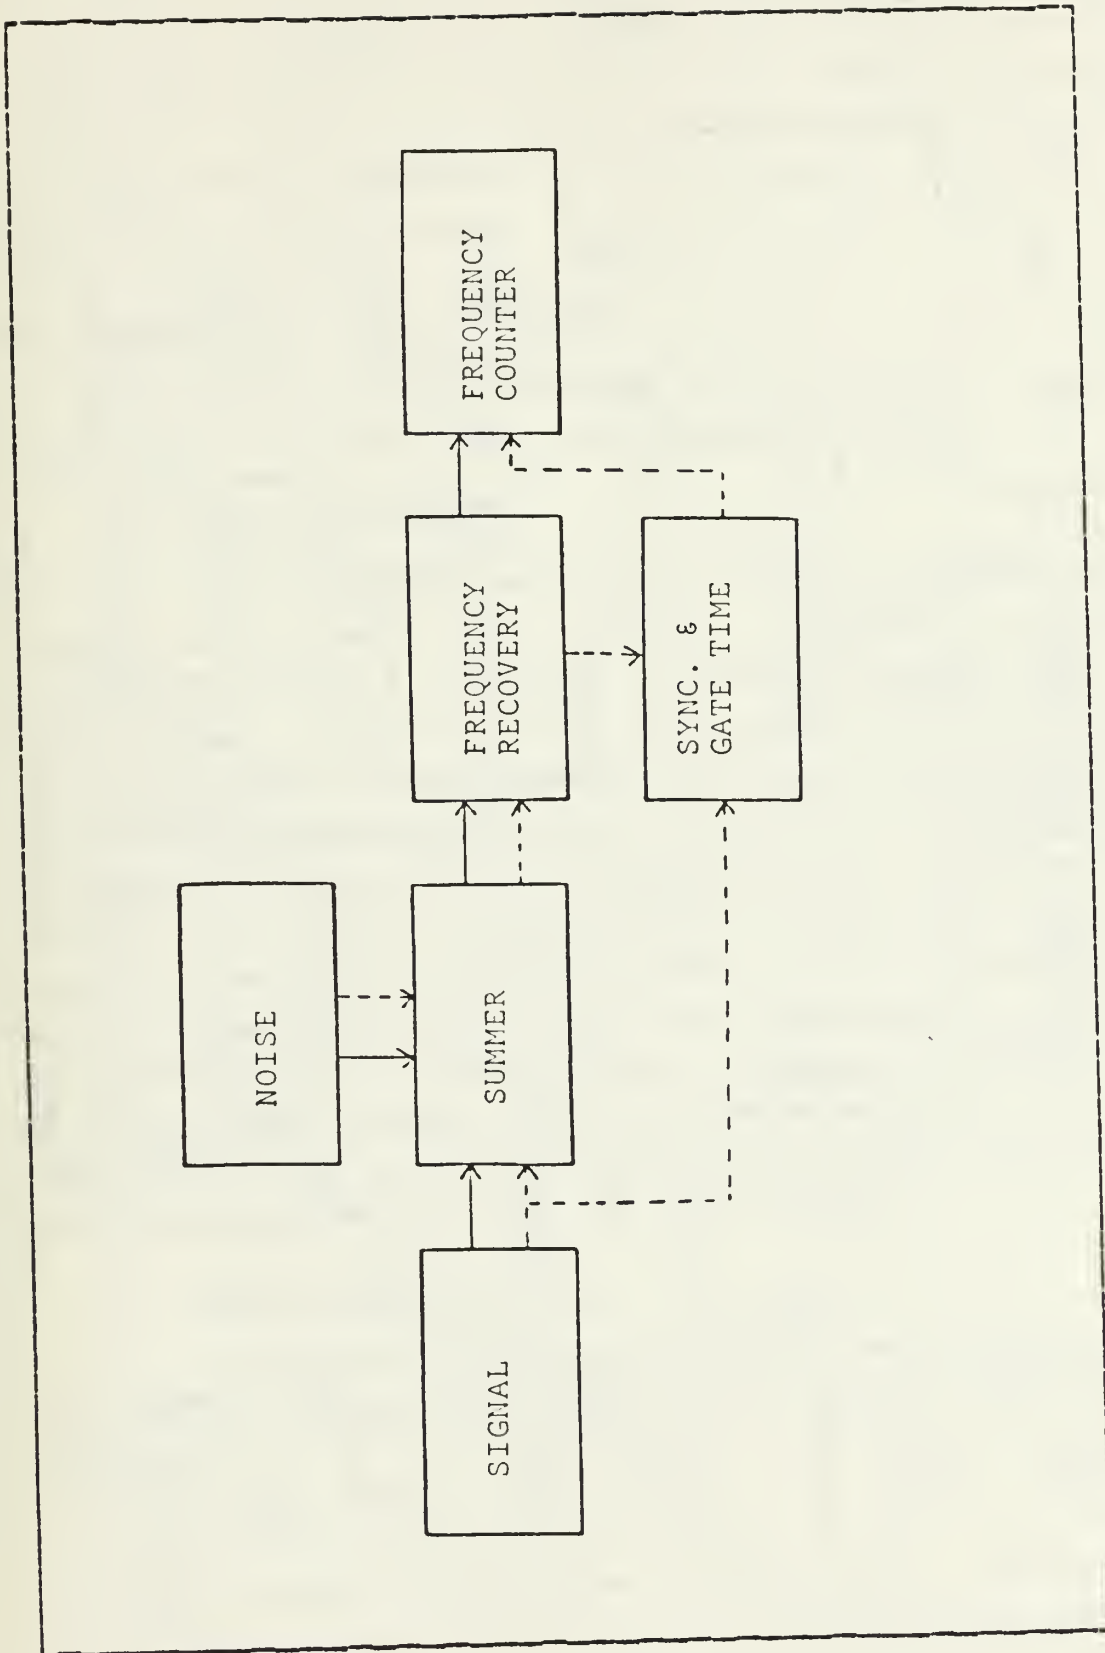 NOISE
SIGNAL
SUMMER
FREQUENCY
RECOVERY
FREQUENCY
COUNTER
SYNC. &
GATE TIME